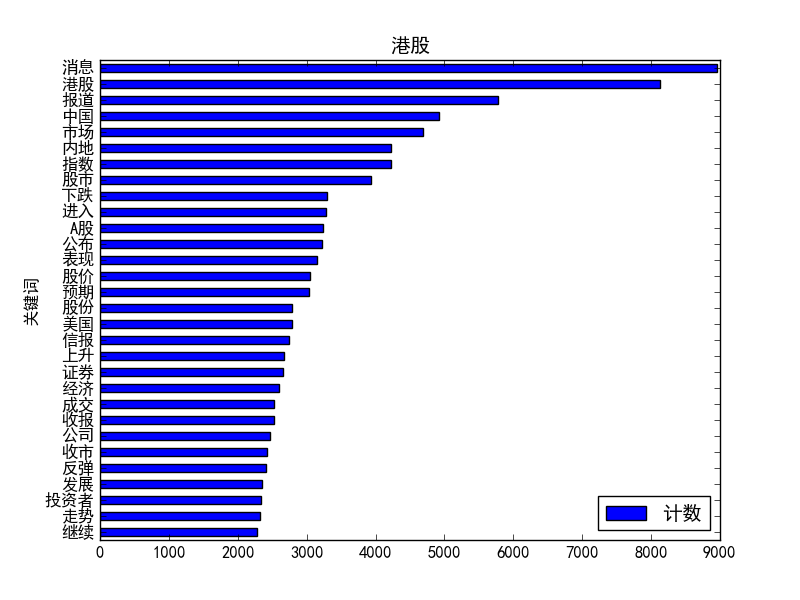 港股
消息
港股
报道
中国
市场
内地
指数
股市
下跌
进入
A股
公布
表现
股价
预期
股份
美国
信报
上升
证券
经济
成交
收报
公司
收市
反弹
发展
投资者
走势
继续
关键词
计数
0 1000 2000 3000 4000 5000 6000 7000 8000 9000